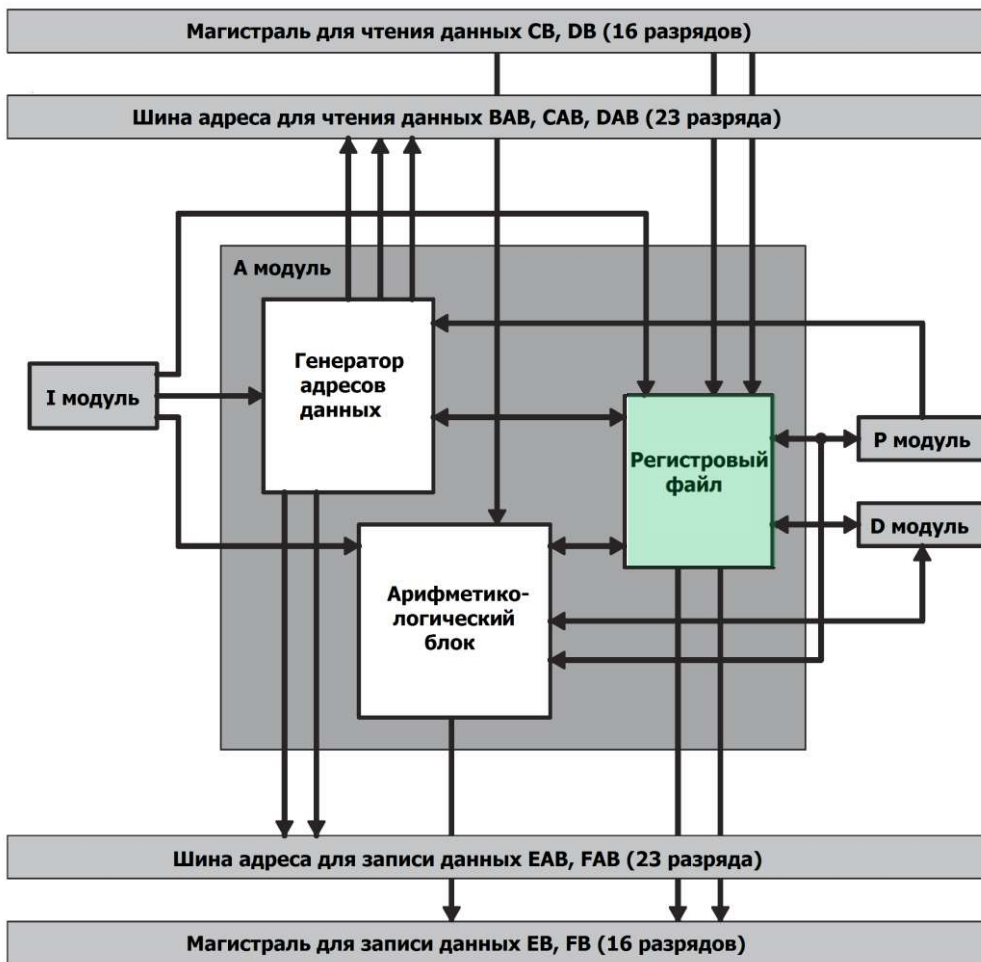 Магистраль для чтения данных CB, DB (16 разрядов)
Шина адреса для чтения данных BAB, CAB, DAB (23 разряда)
А модуль
Генератор
адресов
данных
I модуль
Регистровый
файл
P модуль
D модуль
Арифметико-
логический
блок
Шина адреса для записи данных EAB, FAB (23 разряда)
Магистраль для записи данных EB, FB (16 разрядов)